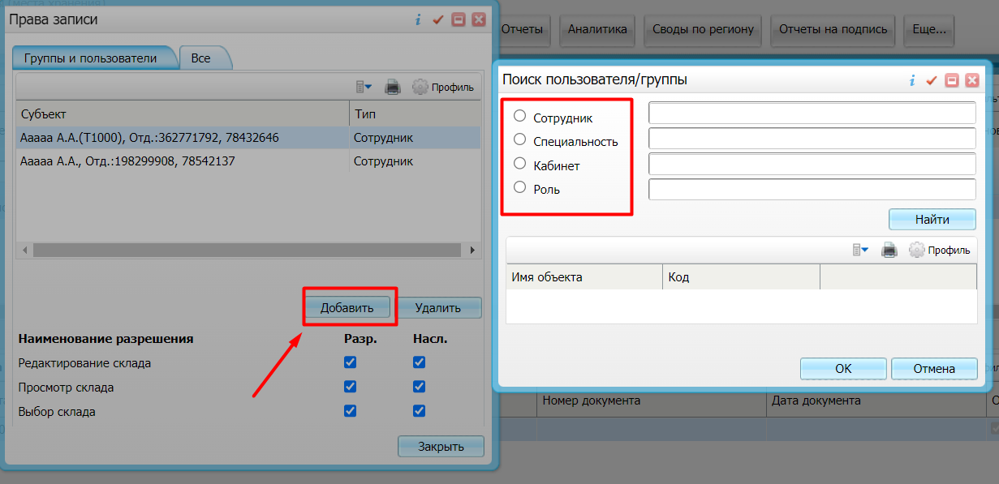 (места хранения)
Права записи
Группы и пользователи
Все
Профиль
Субъект
Тип
Ааааа А.А.(Т1000), Отд.:362771792, 78432646
Сотрудник
Ааааа А.А., Отд.:198299908, 78542137
Сотрудник
Добавить
Удалить
Наименование разрешения
Разр.
Насл.
Редактирование склада
Просмотр склада
Выбор склада
Закрыть
Отчеты
Аналитика
Своды по региону
Отчеты на подпись
Еще...
Поиск пользователя/группы
Сотрудник
Специальность
Кабинет
Роль
Найти
Профиль
Имя объекта
Код
OK
Отмена
Номер документа
Дата документа